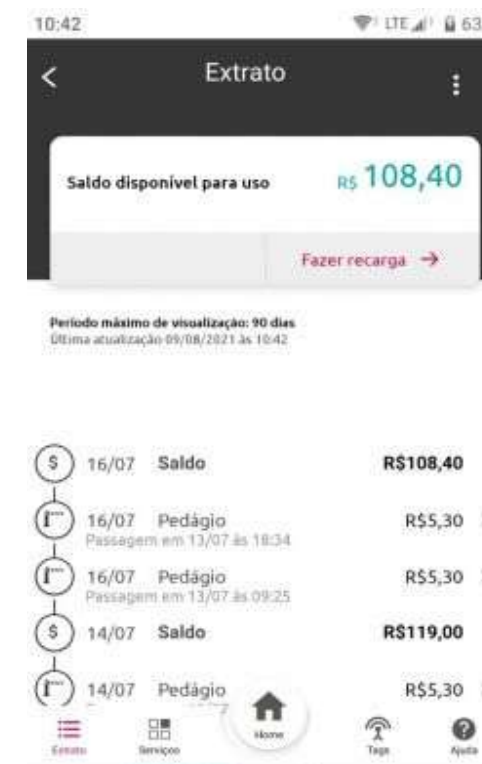 10:42 LTE 63
Extrato
Saldo disponível para uso R$ 108,40
Fazer recarga →
Período máximo de visualização: 90 dias
Última atualização 09/08/2021 às 10:42
16/07 Saldo R$108,40
16/07 Pedágio R$5,30
Passagem em 13/07 às 18:34
16/07 Pedágio R$5,30
Passagem em 13/07 às 09:25
14/07 Saldo R$119,00
14/07 Pedágio R$5,30
Extrato Serviços Home Tags Ajuda